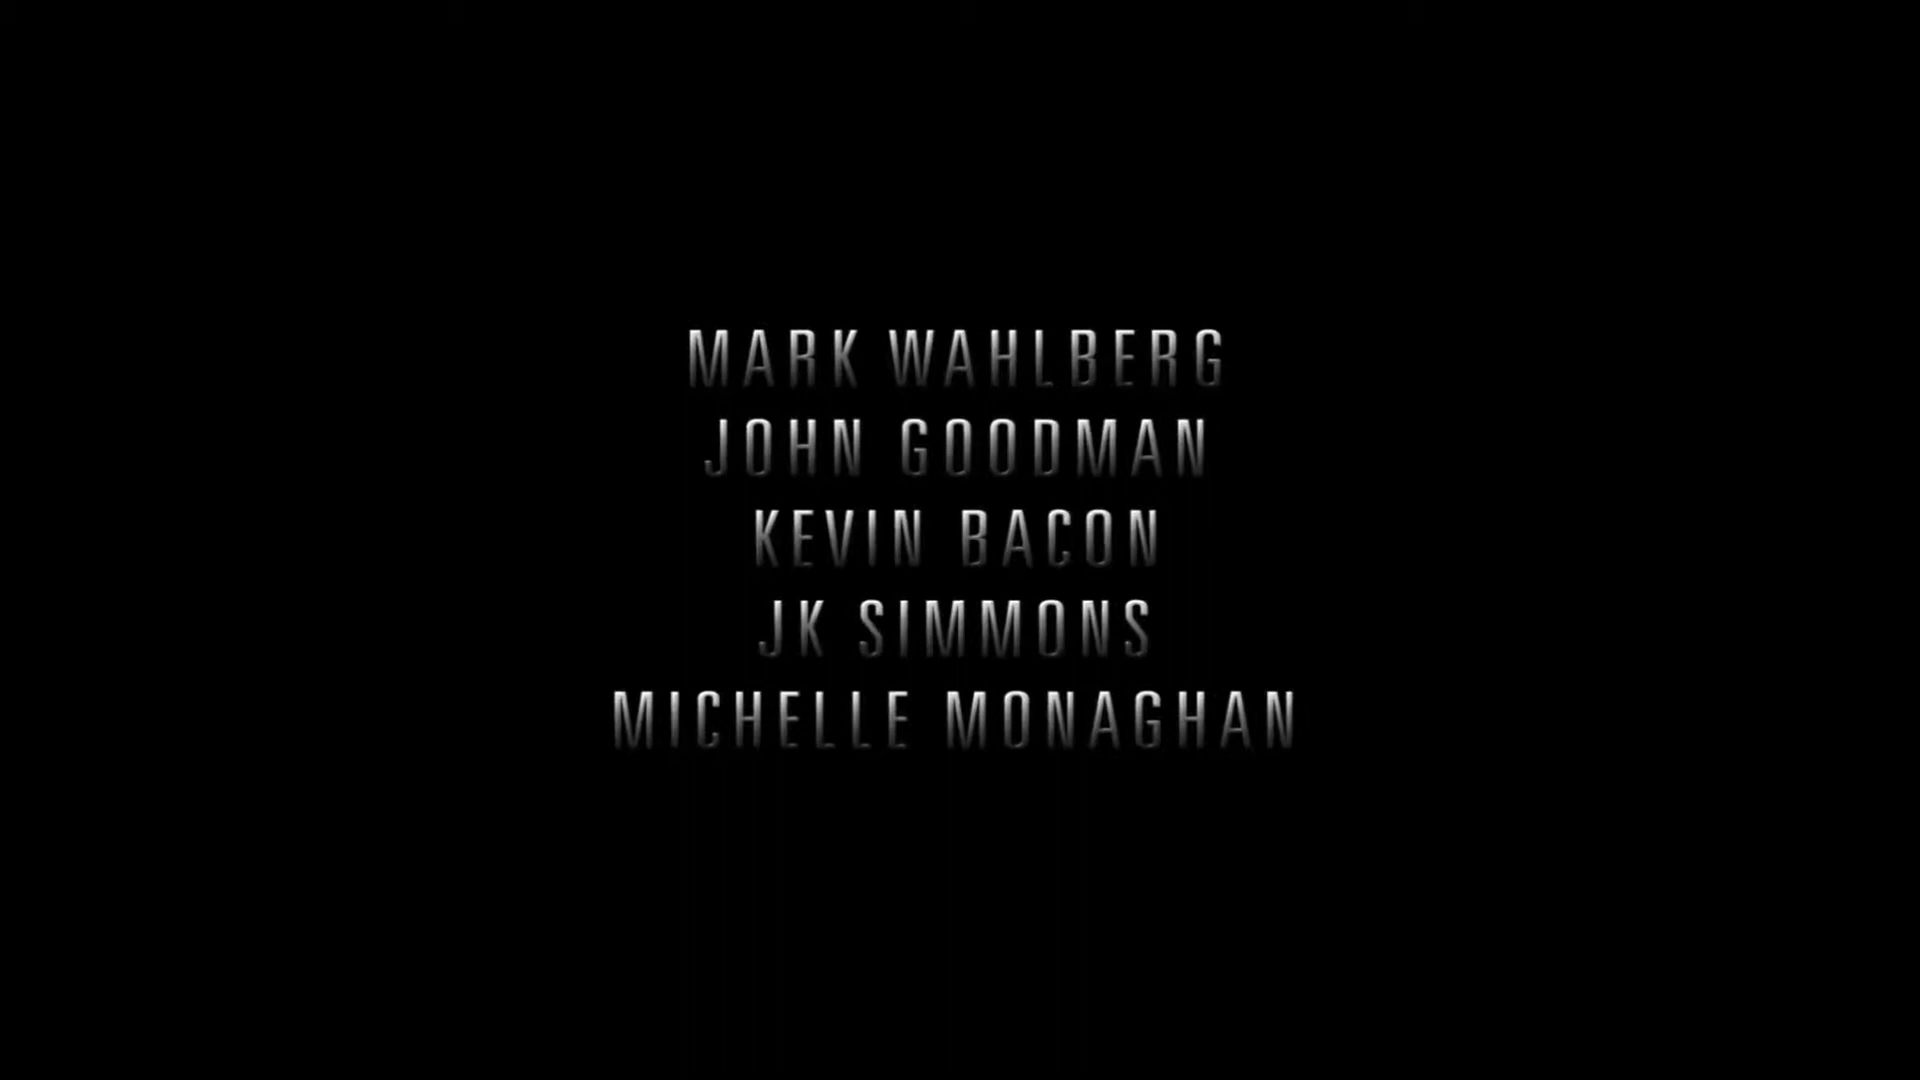 MARK WAHLBERG
JOHN GOODMAN
KEVIN BACON
JK SIMMONS
MICHELLE MONAGHAN